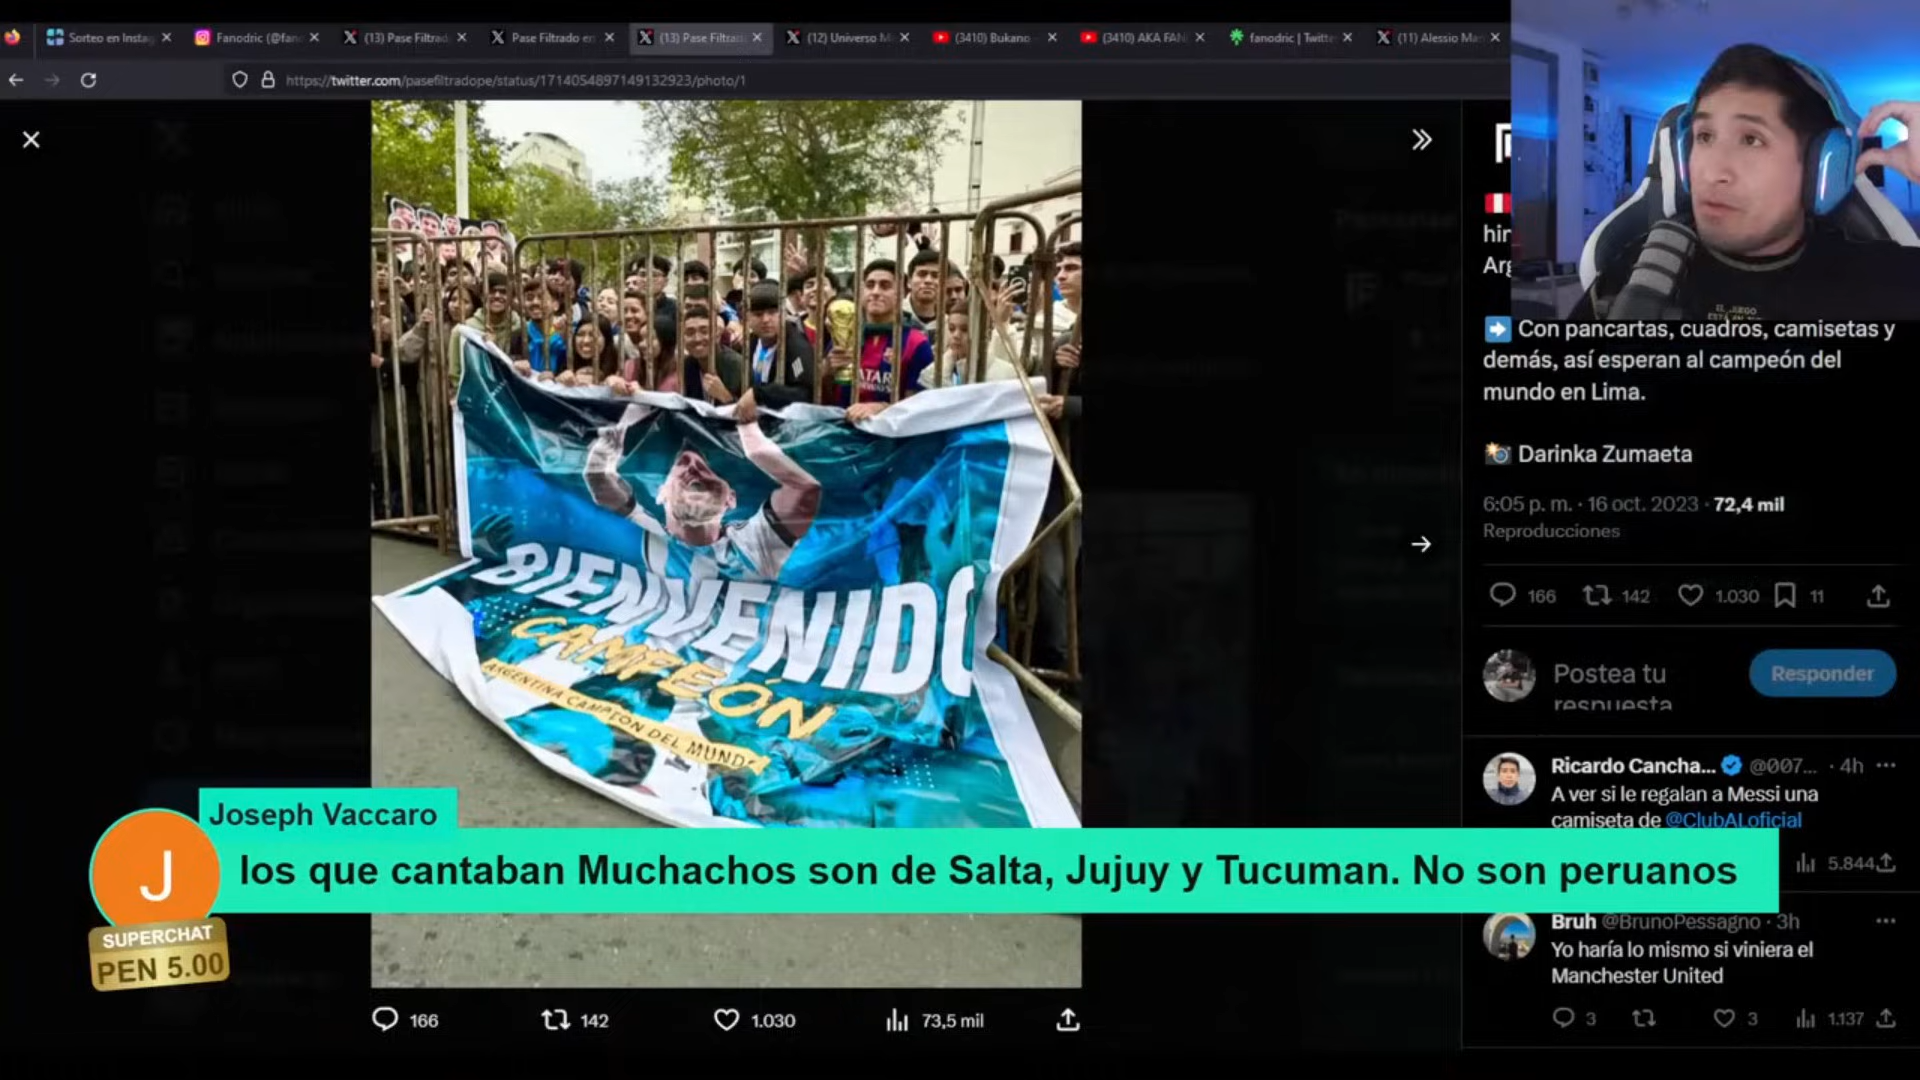 Sorteo en Insta
Fanodric (@fan
(13) Pase Filtrad
Pase Filtrado en
(13) Pase Filtrad
(12) Universo M
(3410) Bukano -
(3410) AKA FAN
fanodric | Twitte
(11) Alessio Ma
https://twitter.com/pasefiltradope/status/1714054897149132923/photo/1
EL JUEGO
hin
Arg
Con pancartas, cuadros, camisetas y
demás, así esperan al campeón del
mundo en Lima.
Darinka Zumaeta
6:05 p. m. · 16 oct. 2023 · 72,4 mil
Reproducciones
166 142 1.030 11
Postea tu
respuesta
Responder
Ricardo Cancha... @007... · 4h
A ver si le regalan a Messi una
camiseta de @ClubALoficial
5.844
Bruh @BrunoPessagno · 3h
Yo haría lo mismo si viniera el
Manchester United
3 3 1.137
QATAR
BIENVENIDO
CAMPEÓN
ARGENTINA CAMPEON DEL MUNDO
Joseph Vaccaro
los que cantaban Muchachos son de Salta, Jujuy y Tucuman. No son peruanos
J
SUPERCHAT
PEN 5.00
166 142 1.030 73,5 mil